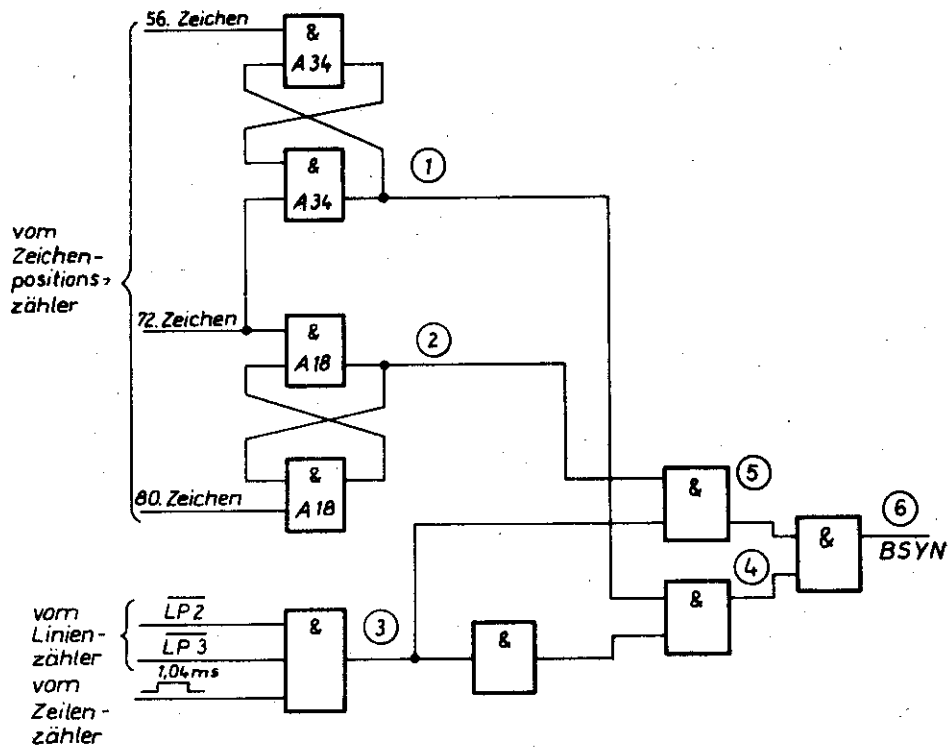 56. Zeichen
&
A34
&
A34
1
vom
Zeichen-
positions-
zähler
72. Zeichen
&
A18
2
&
A18
80. Zeichen
&
5
&
6
BSYN
&
4
vom
Linien-
zähler
LP2
LP3
&
3
&
1,04ms
vom
Zeilen-
zähler